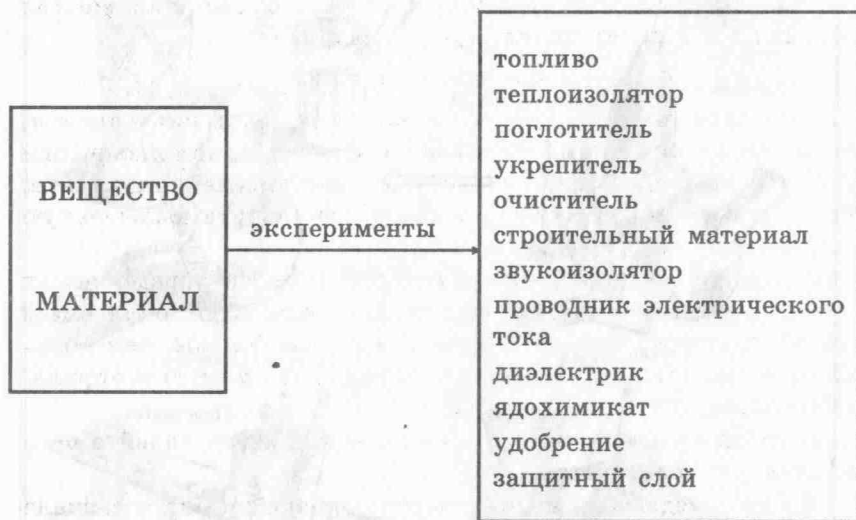 ВЕЩЕСТВО
МАТЕРИАЛ
эксперименты
топливо
теплоизолятор
поглотитель
укрепитель
очиститель
строительный материал
звукоизолятор
проводник электрического
тока
диэлектрик
ядохимикат
удобрение
защитный слой